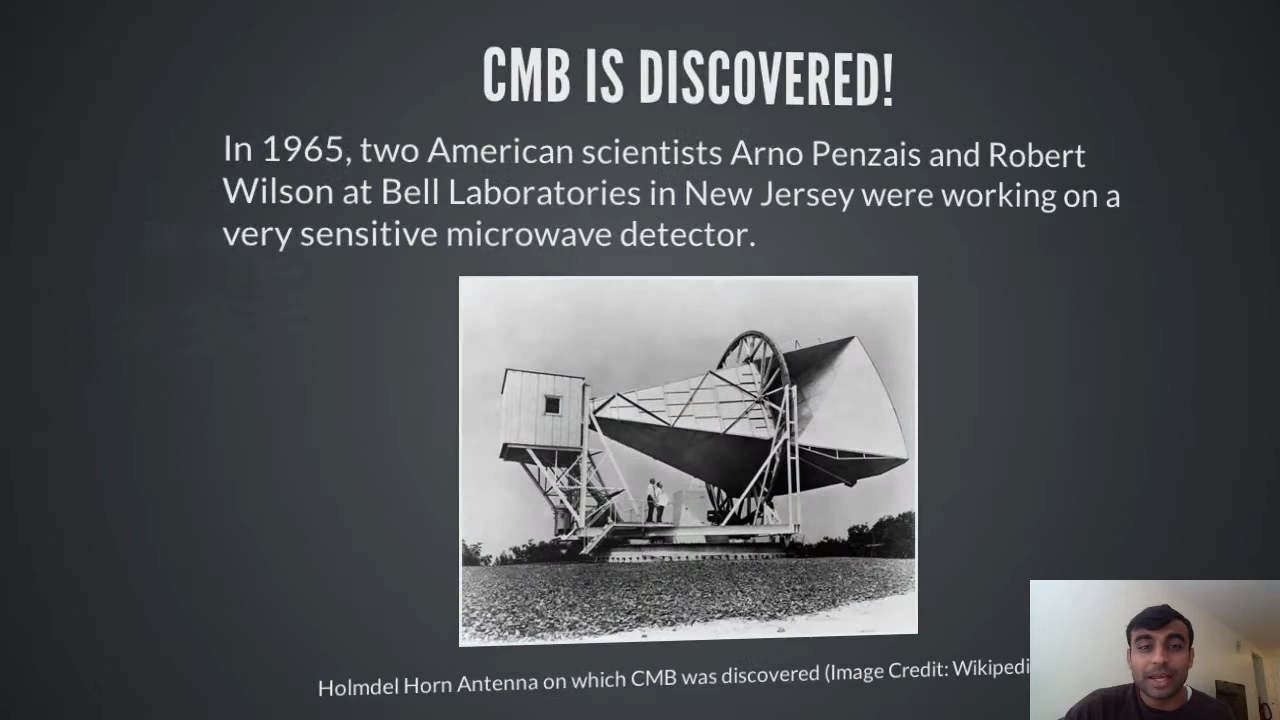 CMB IS DISCOVERED!
In 1965, two American scientists Arno Penzais and Robert
Wilson at Bell Laboratories in New Jersey were working on a
very sensitive microwave detector.
Holmdel Horn Antenna on which CMB was discovered (Image Credit: Wikipedi